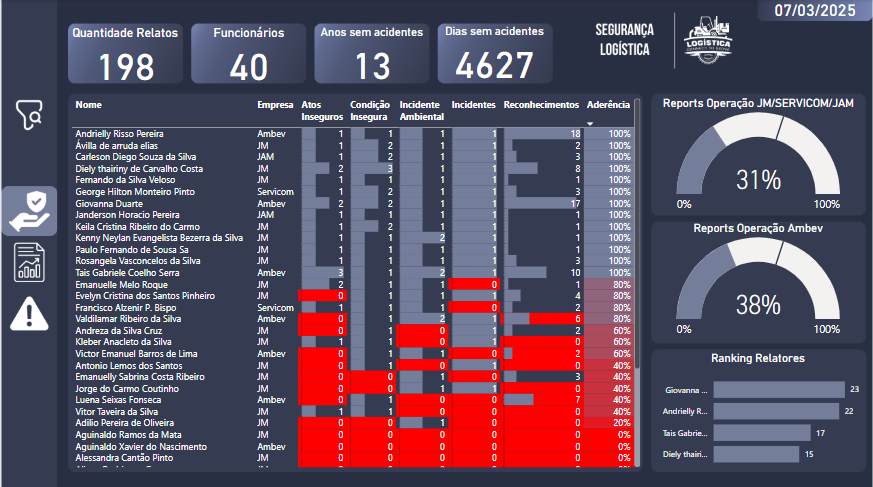 07/03/2025
Quantidade Relatos
198
Funcionários
40
Anos sem acidentes
13
Dias sem acidentes
4627
SEGURANÇA
LOGÍSTICA
LOGÍSTICA
Nome Empresa Atos Inseguros Condição Insegura Incidente Ambiental Incidentes Reconhecimentos Aderência
Andrielly Risso Pereira Ambev 1 1 1 1 18 100%
Ávilla de arruda elias JM 1 2 1 1 2 100%
Carleson Diego Souza da Silva JAM 1 2 1 1 3 100%
Diely thairiny de Carvalho Costa JM 2 3 1 1 8 100%
Fernando da Silva Veloso JM 1 1 1 1 1 100%
George Hilton Monteiro Pinto Servicom 1 2 1 1 3 100%
Giovanna Duarte Ambev 2 2 1 1 17 100%
Janderson Horacio Pereira JAM 1 1 1 1 1 100%
Keila Cristina Ribeiro do Carmo JM 1 2 1 1 1 100%
Kenny Neylan Evangelista Bezerra da Silva JM 1 1 2 1 1 100%
Paulo Fernando de Sousa Sa JM 1 1 1 1 1 100%
Rosangela Vasconcelos da Silva JM 1 1 1 1 3 100%
Tais Gabriele Coelho Serra Ambev 3 1 2 1 10 100%
Emanuelle Melo Roque JM 2 1 1 0 1 80%
Evelyn Cristina dos Santos Pinheiro JM 0 1 1 1 4 80%
Francisco Alzenir P. Bispo Servicom 1 1 1 0 2 80%
Valdilamar Ribeiro da Silva Ambev 0 1 2 1 6 80%
Andreza da Silva Cruz JM 0 1 0 1 2 60%
Kleber Anacleto da Silva JM 1 1 0 1 0 60%
Victor Emanuel Barros de Lima Ambev 0 1 1 0 2 60%
Antonio Lemos dos Santos JM 0 1 0 1 0 40%
Emanuelly Sabrina Costa Ribeiro JM 0 0 1 0 3 40%
Jorge do Carmo Coutinho JM 0 0 1 1 0 40%
Luena Seixas Fonseca Ambev 0 1 0 0 7 40%
Vitor Taveira da Silva JM 1 1 0 0 0 40%
Adilio Pereira de Oliveira JM 0 0 1 0 0 20%
Aguinaldo Ramos da Mata JM 0 0 0 0 0 0%
Aguinaldo Xavier do Nascimento Ambev 0 0 0 0 0 0%
Alessandra Cantão Pinto JM 0 0 0 0 0 0%
Reports Operação JM/SERVICOM/JAM
31%
0% 100%
Reports Operação Ambev
38%
0% 100%
Ranking Relatores
Giovanna ... 23
Andrielly R... 22
Tais Gabrie... 17
Diely thairi... 15